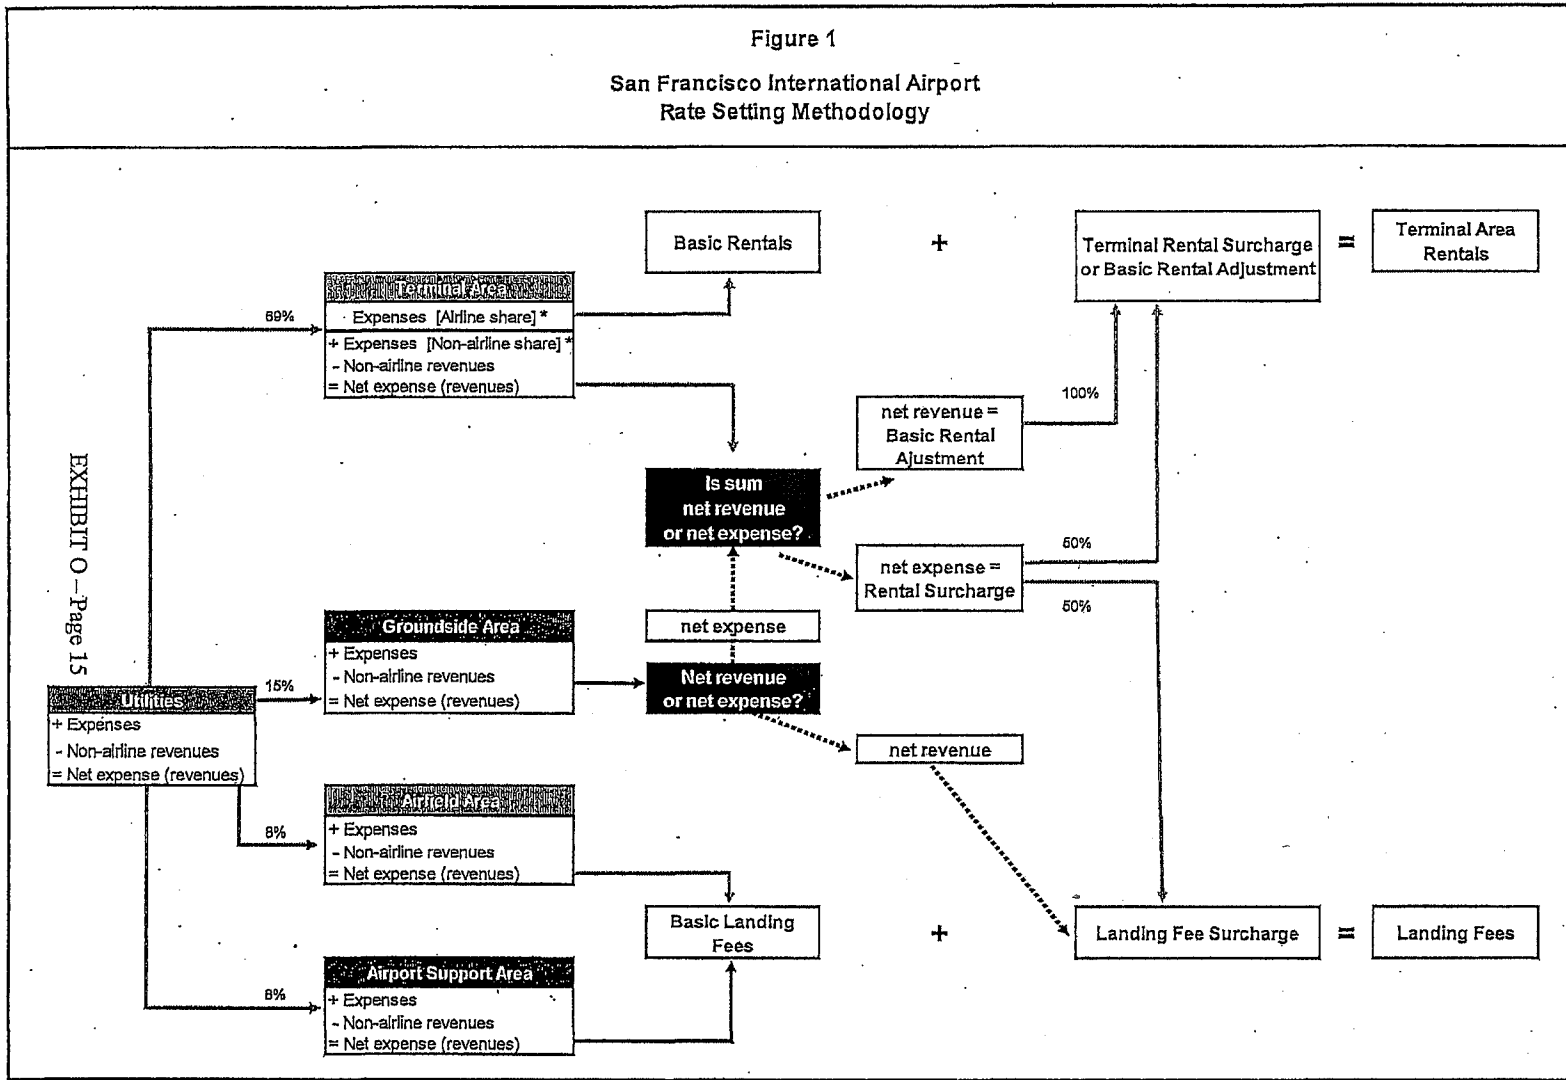 Figure 1
San Francisco International Airport
Rate Setting Methodology
EXHIBIT O – Page 15
Utilities
+ Expenses
- Non-airline revenues
= Net expense (revenues)
69%
15%
8%
8%
Terminal Area
Expenses [Airline share] *
+ Expenses [Non-airline share] *
- Non-airline revenues
= Net expense (revenues)
Groundside Area
+ Expenses
- Non-airline revenues
= Net expense (revenues)
Airfield Area
+ Expenses
- Non-airline revenues
= Net expense (revenues)
Airport Support Area
+ Expenses
- Non-airline revenues
= Net expense (revenues)
Basic Rentals
+
Terminal Rental Surcharge
or Basic Rental Adjustment
=
Terminal Area
Rentals
Is sum
net revenue
or net expense?
net revenue =
Basic Rental
Ajustment
100%
net expense =
Rental Surcharge
50%
50%
net expense
Net revenue
or net expense?
net revenue
Basic Landing
Fees
+
Landing Fee Surcharge
=
Landing Fees